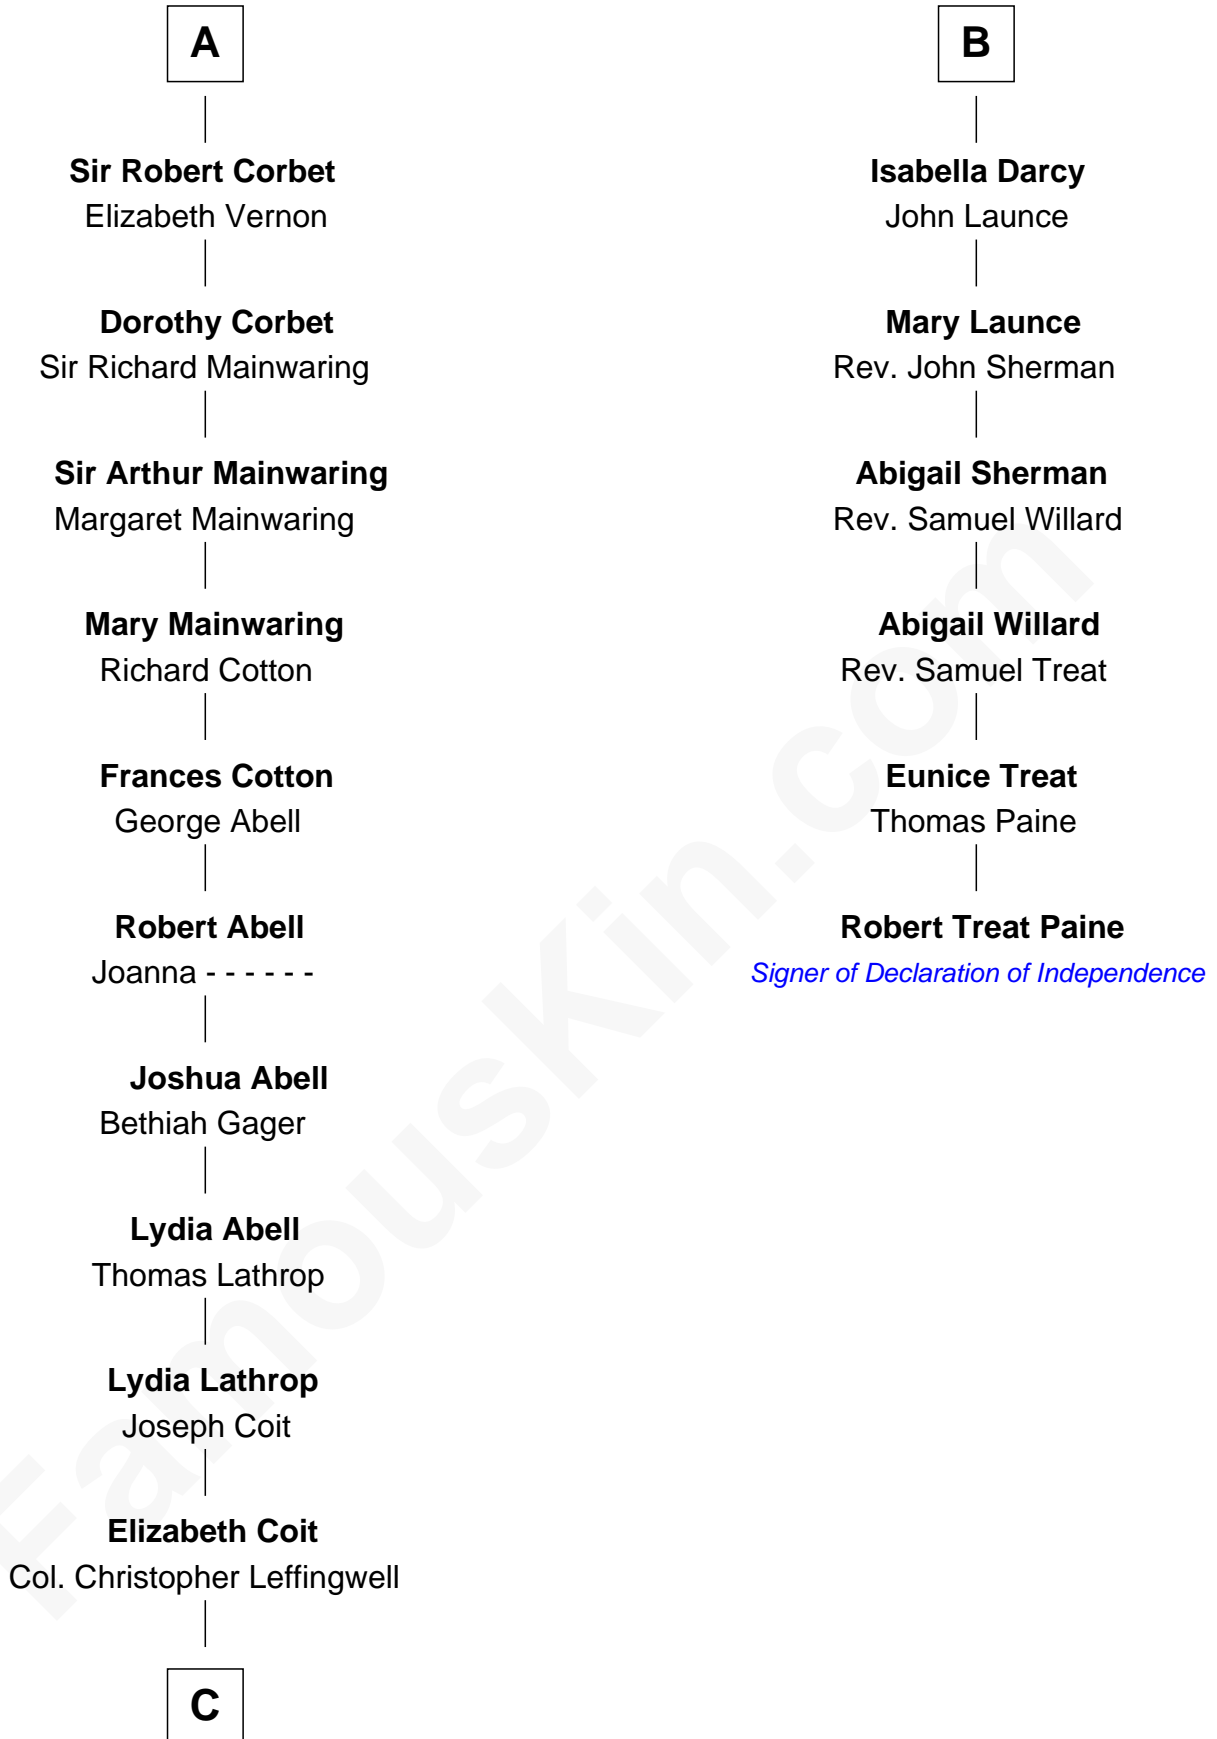 A
Sir Robert Corbet
Elizabeth Vernon
Dorothy Corbet
Sir Richard Mainwaring
Sir Arthur Mainwaring
Margaret Mainwaring
Mary Mainwaring
Richard Cotton
Frances Cotton
George Abell
Robert Abell
Joanna - - - - - -
Joshua Abell
Bethiah Gager
Lydia Abell
Thomas Lathrop
Lydia Lathrop
Joseph Coit
Elizabeth Coit
Col. Christopher Leffingwell
C
B
Isabella Darcy
John Launce
Mary Launce
Rev. John Sherman
Abigail Sherman
Rev. Samuel Willard
Abigail Willard
Rev. Samuel Treat
Eunice Treat
Thomas Paine
Robert Treat Paine
Signer of Declaration of Independence
FamousKin.com